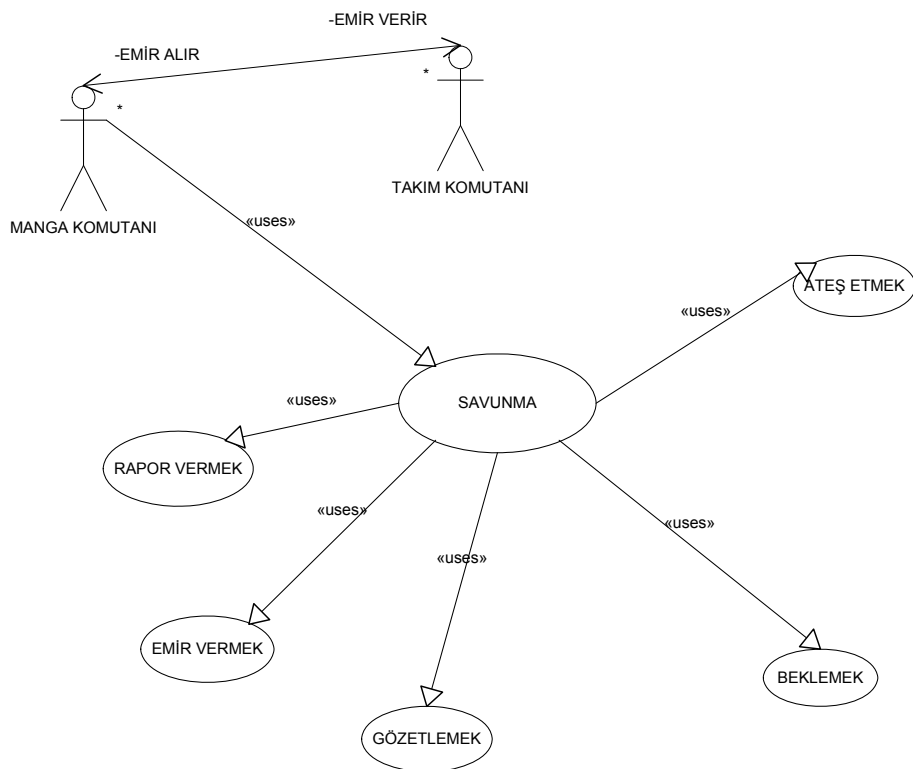 -EMİR VERİR
-EMİR ALIR
*
*
TAKIM KOMUTANI
MANGA KOMUTANI
«uses»
ATEŞ ETMEK
«uses»
SAVUNMA
«uses»
RAPOR VERMEK
«uses»
«uses»
«uses»
EMİR VERMEK
BEKLEMEK
GÖZETLEMEK